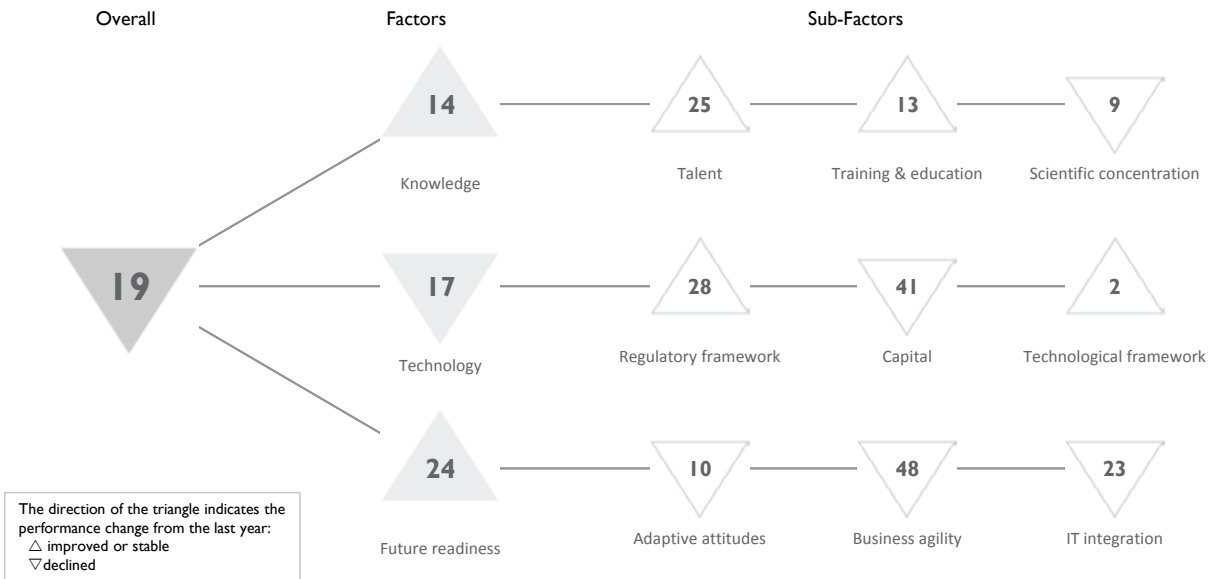 Overall
Factors
Sub-Factors
14
25
13
9
Knowledge
Talent
Training & education
Scientific concentration
19
17
28
41
2
Technology
Regulatory framework
Capital
Technological framework
24
10
48
23
Future readiness
Adaptive attitudes
Business agility
IT integration
The direction of the triangle indicates the
performance change from the last year:
△ improved or stable
▽declined